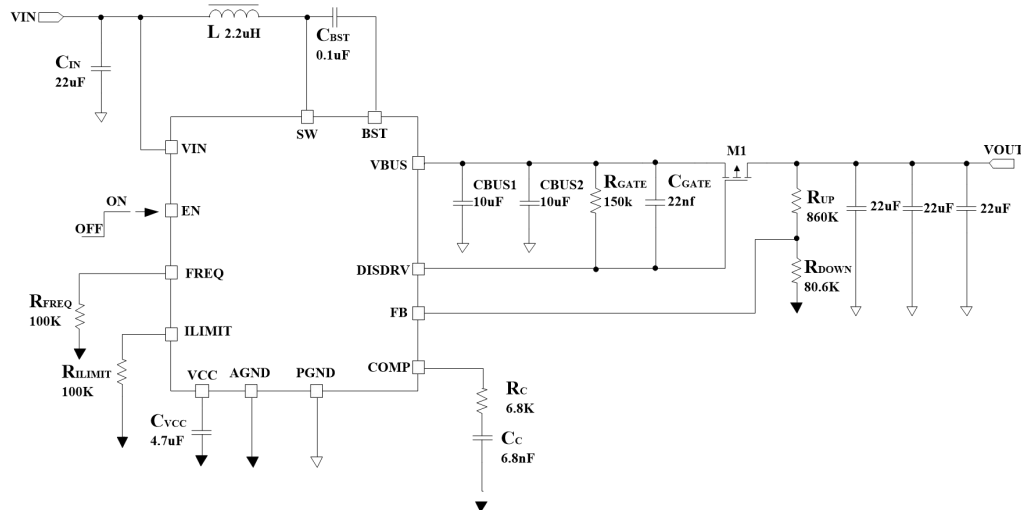 VIN
L 2.2uH
CBST
0.1uF
CIN
22uF
SW
BST
VIN
VBUS
M1
VOUT
CBUS1
10uF
CBUS2
10uF
RGATE
150k
CGATE
22nf
RUP
860K
22uF
22uF
22uF
ON
OFF
EN
FREQ
DISDRV
RDOWN
80.6K
RFREQ
100K
FB
ILIMIT
RILIMIT
100K
COMP
VCC
AGND
PGND
RC
6.8K
CVCC
4.7uF
CC
6.8nF